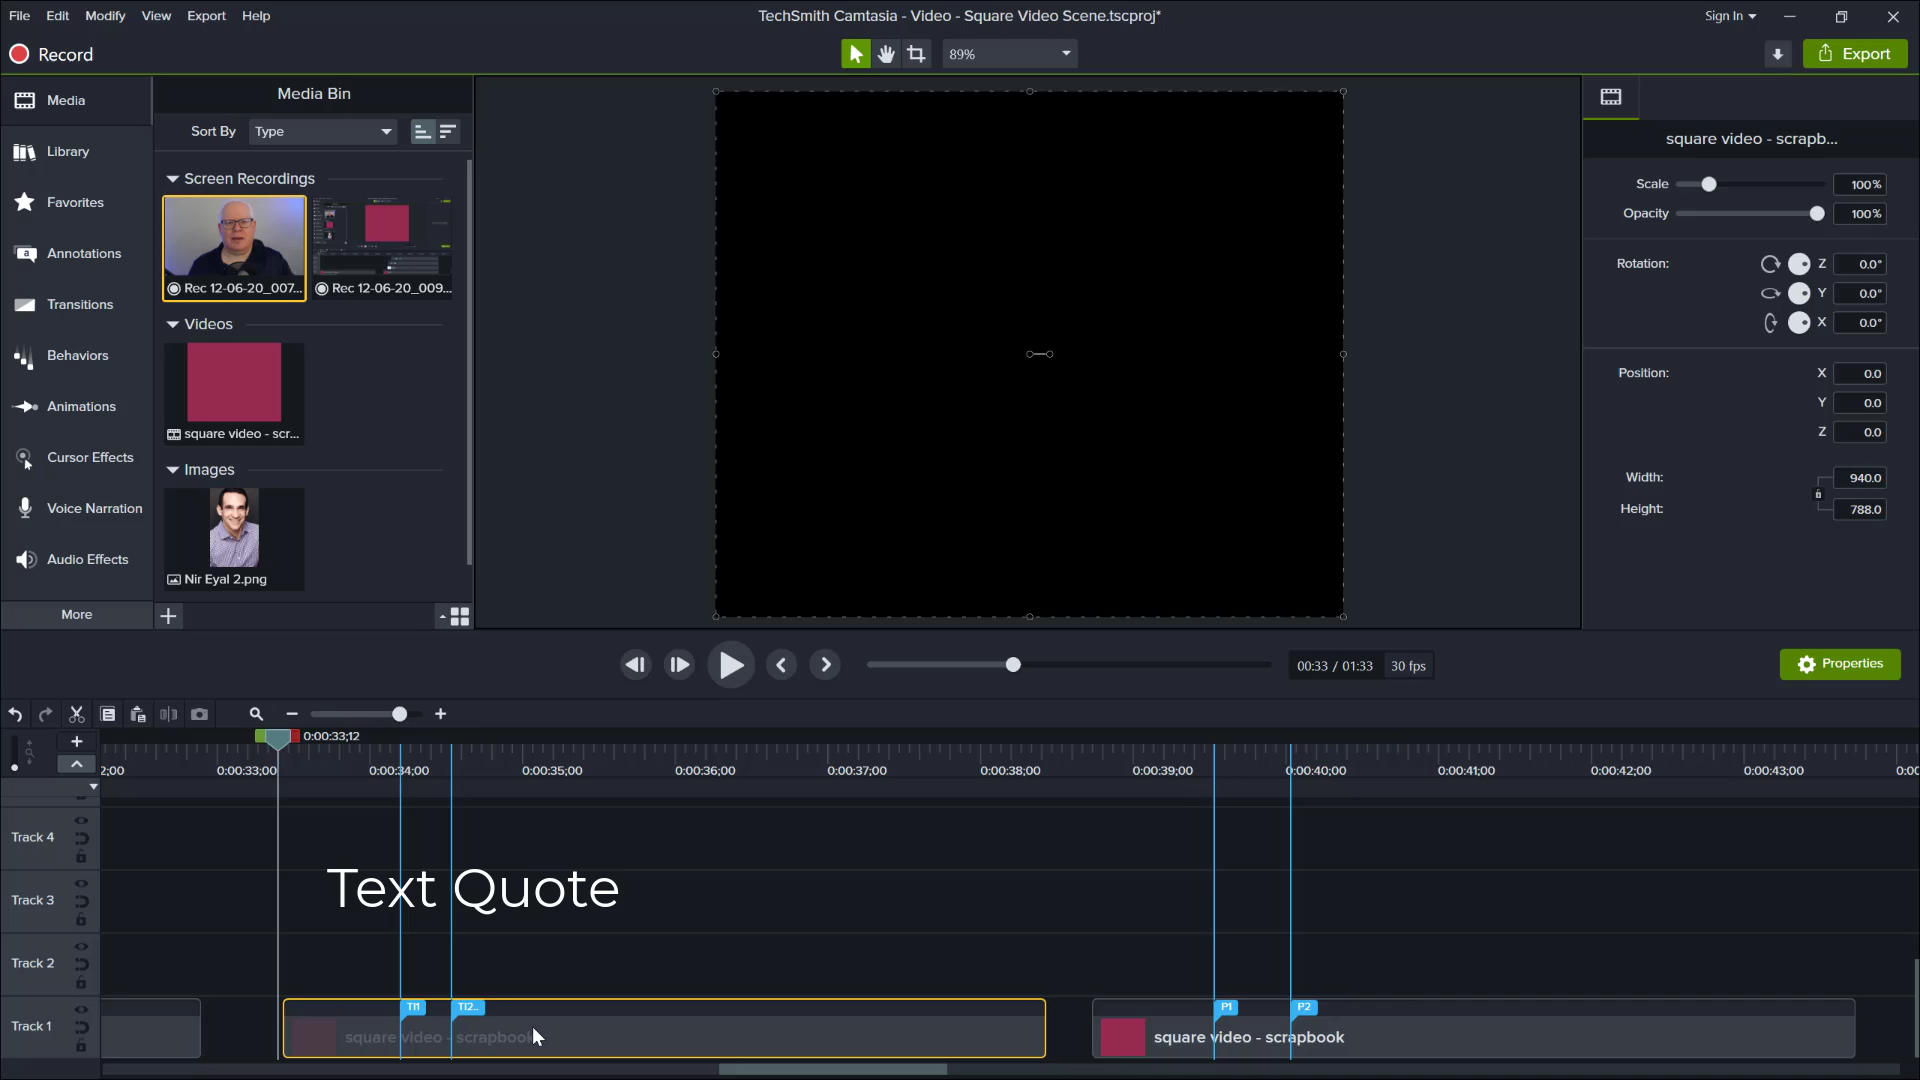 File Edit Modify View Export Help
TechSmith Camtasia - Video - Square Video Scene.tscproj*
Sign In
Record
89%
Export
Media
Library
Favorites
Annotations
Transitions
Behaviors
Animations
Cursor Effects
Voice Narration
Audio Effects
More
Media Bin
Sort By Type
Screen Recordings
Rec 12-06-20_007... Rec 12-06-20_009...
Videos
square video - scr...
Images
Nir Eyal 2.png
square video - scrapb...
Scale 100%
Opacity 100%
Rotation: Z 0.0°
Y 0.0°
X 0.0°
Position: X 0.0
Y 0.0
Z 0.0
Width: 940.0
Height: 788.0
00:33 / 01:33 30 fps
Properties
0:00:33;12
2;00 0:00:33;00 0:00:34;00 0:00:35;00 0:00:36;00 0:00:37;00 0:00:38;00 0:00:39;00 0:00:40;00 0:00:41;00 0:00:42;00 0:00:43;00 0:00
Track 4
Track 3
Text Quote
Track 2
Track 1
TI1 TI2.. P1 P2
square video - scrapbook square video - scrapbook